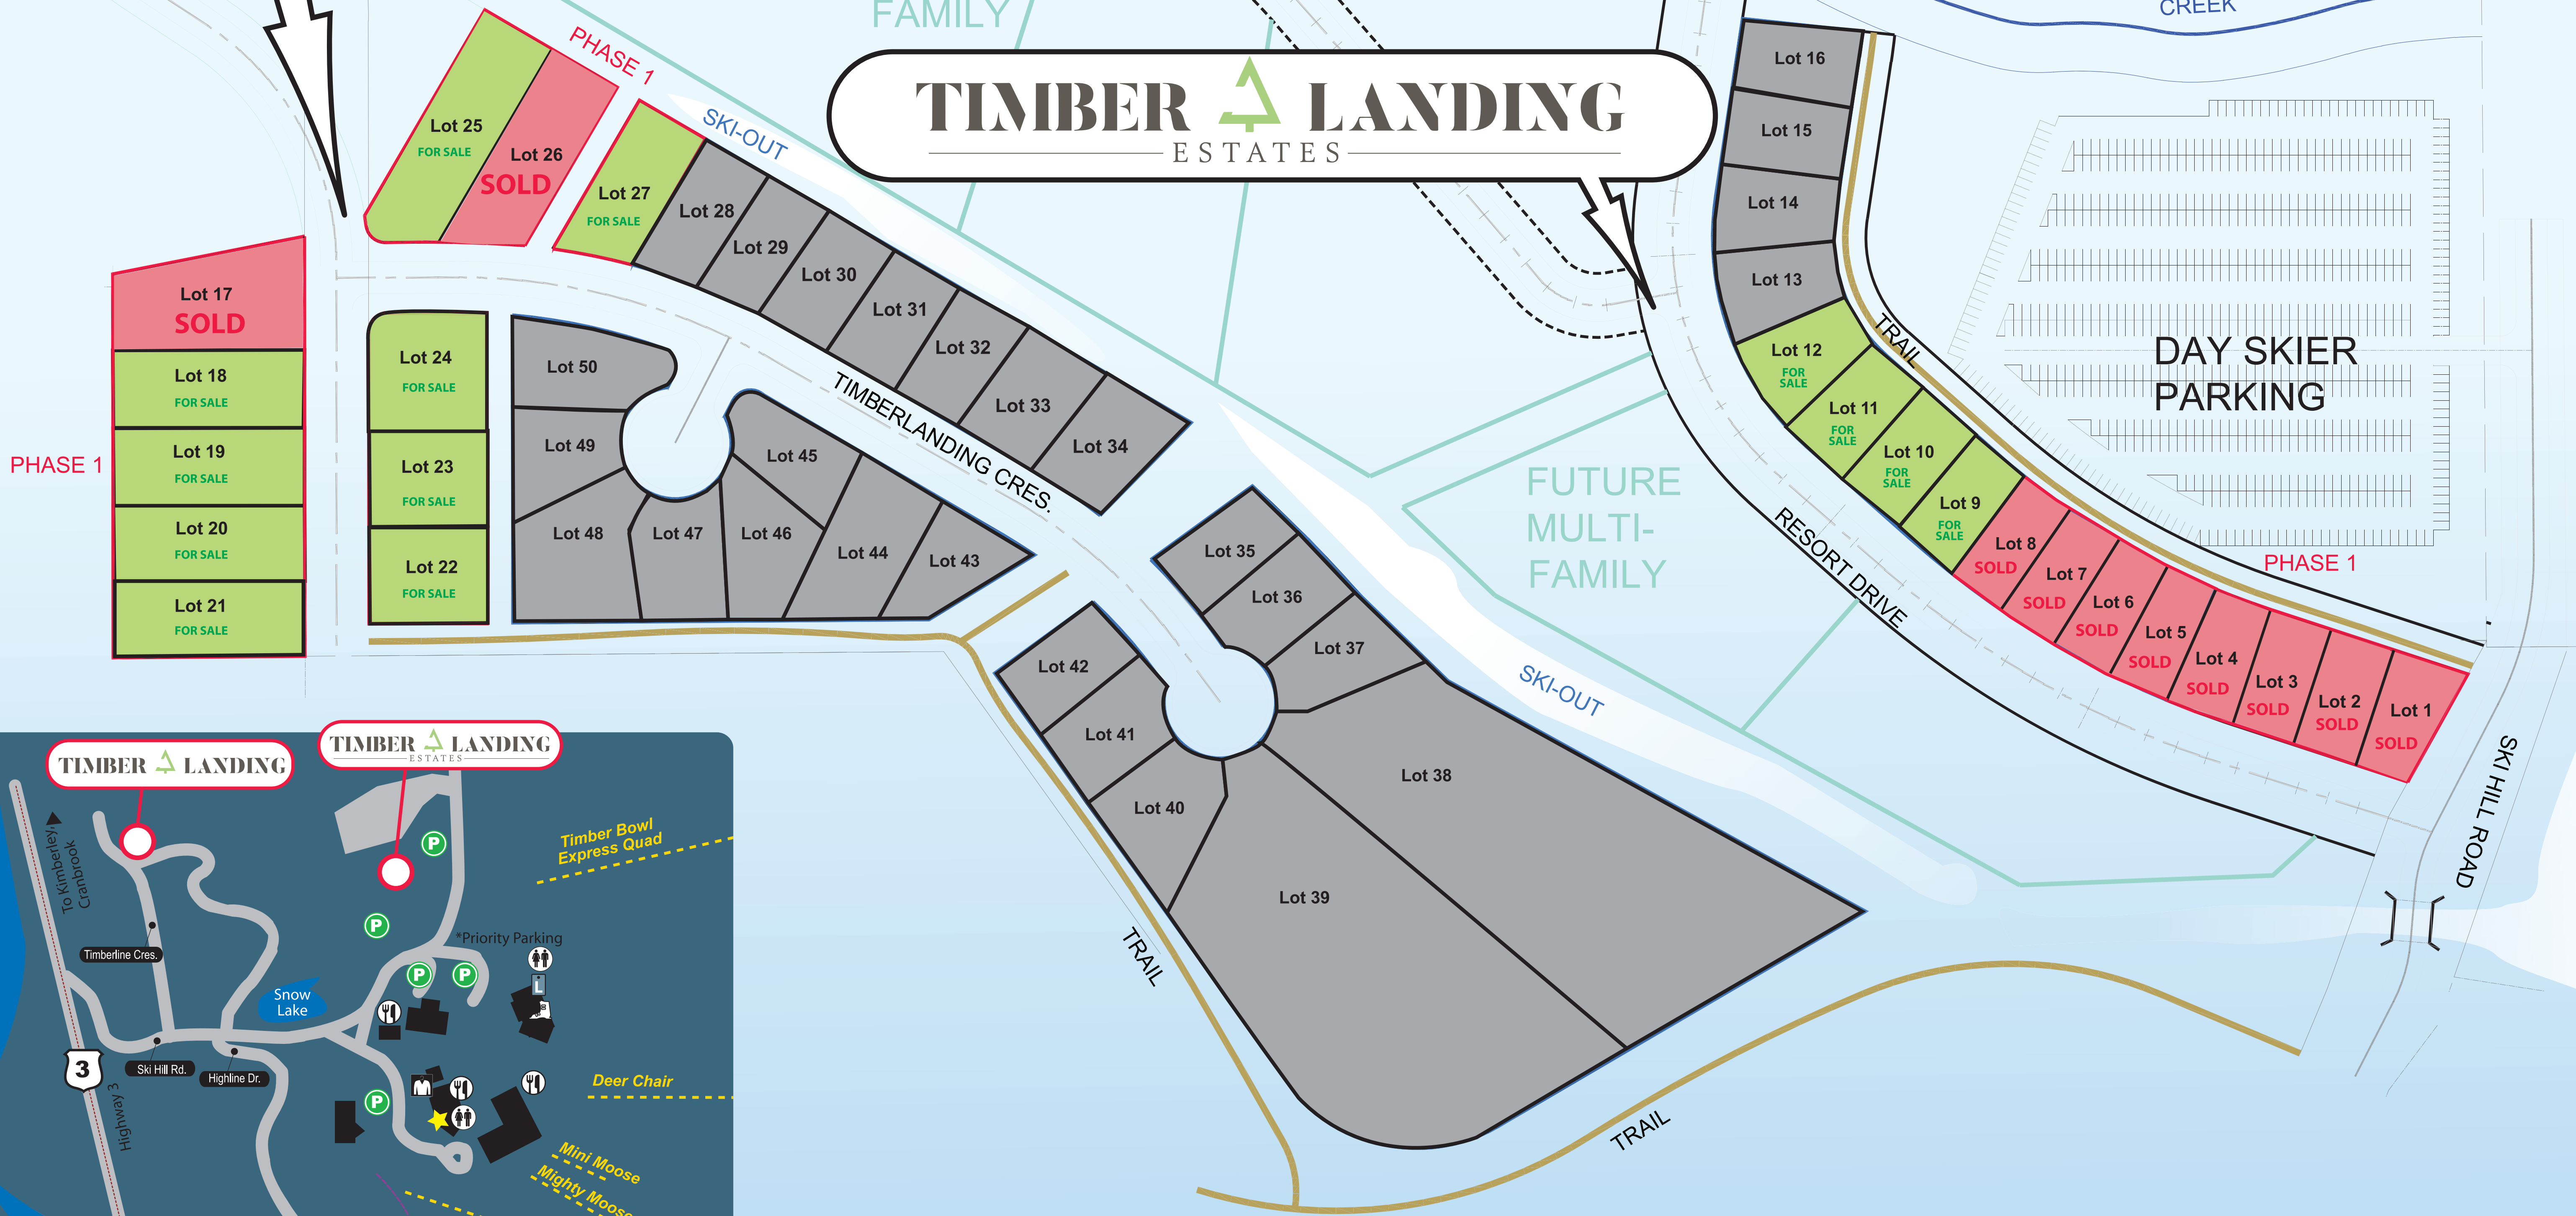 FAMILY
CREEK
PHASE 1
SKI-OUT
TIMBER LANDING
ESTATES
Lot 25
FOR SALE
Lot 26
SOLD
Lot 27
FOR SALE
Lot 28
Lot 29
Lot 30
Lot 31
Lot 32
Lot 33
Lot 34
Lot 17
SOLD
Lot 18
FOR SALE
Lot 19
FOR SALE
Lot 20
FOR SALE
Lot 21
FOR SALE
PHASE 1
Lot 24
FOR SALE
Lot 23
FOR SALE
Lot 22
FOR SALE
Lot 50
Lot 49
Lot 48
Lot 47
Lot 46
Lot 45
Lot 44
Lot 43
TIMBERLANDING CRES.
Lot 35
Lot 36
Lot 37
Lot 38
Lot 39
Lot 40
Lot 41
Lot 42
TRAIL
TRAIL
SKI-OUT
FUTURE
MULTI-
FAMILY
Lot 16
Lot 15
Lot 14
Lot 13
Lot 12
FOR
SALE
Lot 11
FOR
SALE
Lot 10
FOR
SALE
Lot 9
FOR
SALE
Lot 8
SOLD
Lot 7
SOLD
Lot 6
SOLD
Lot 5
SOLD
Lot 4
SOLD
Lot 3
SOLD
Lot 2
SOLD
Lot 1
SOLD
TRAIL
DAY SKIER
PARKING
PHASE 1
RESORT DRIVE
SKI HILL ROAD
TIMBER LANDING
TIMBER LANDING
ESTATES
To Kimberley,
Cranbrook
Timber Bowl
Express Quad
P
P
*Priority Parking
P
P
Timberline Cres.
Snow
Lake
L
3
Ski Hill Rd.
Highline Dr.
Highway 3
P
Deer Chair
Mini Moose
Mighty Moose